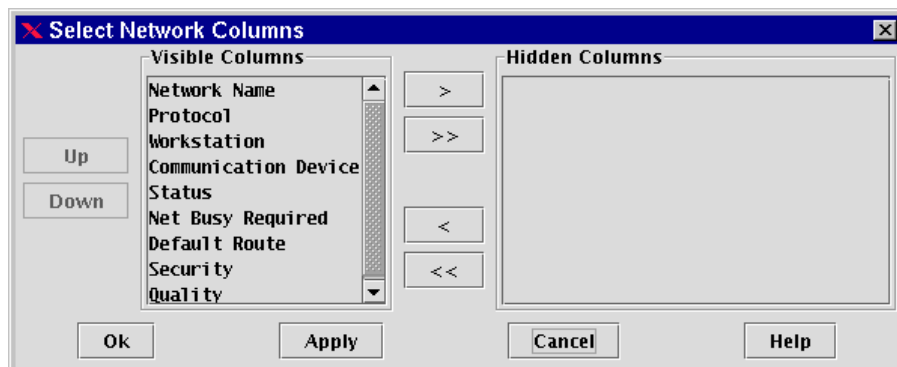 Select Network Columns
Visible Columns
Hidden Columns
Network Name
Protocol
Workstation
Communication Device
Status
Net Busy Required
Default Route
Security
Quality
Up
Down
>
>>
<
<<
Ok
Apply
Cancel
Help